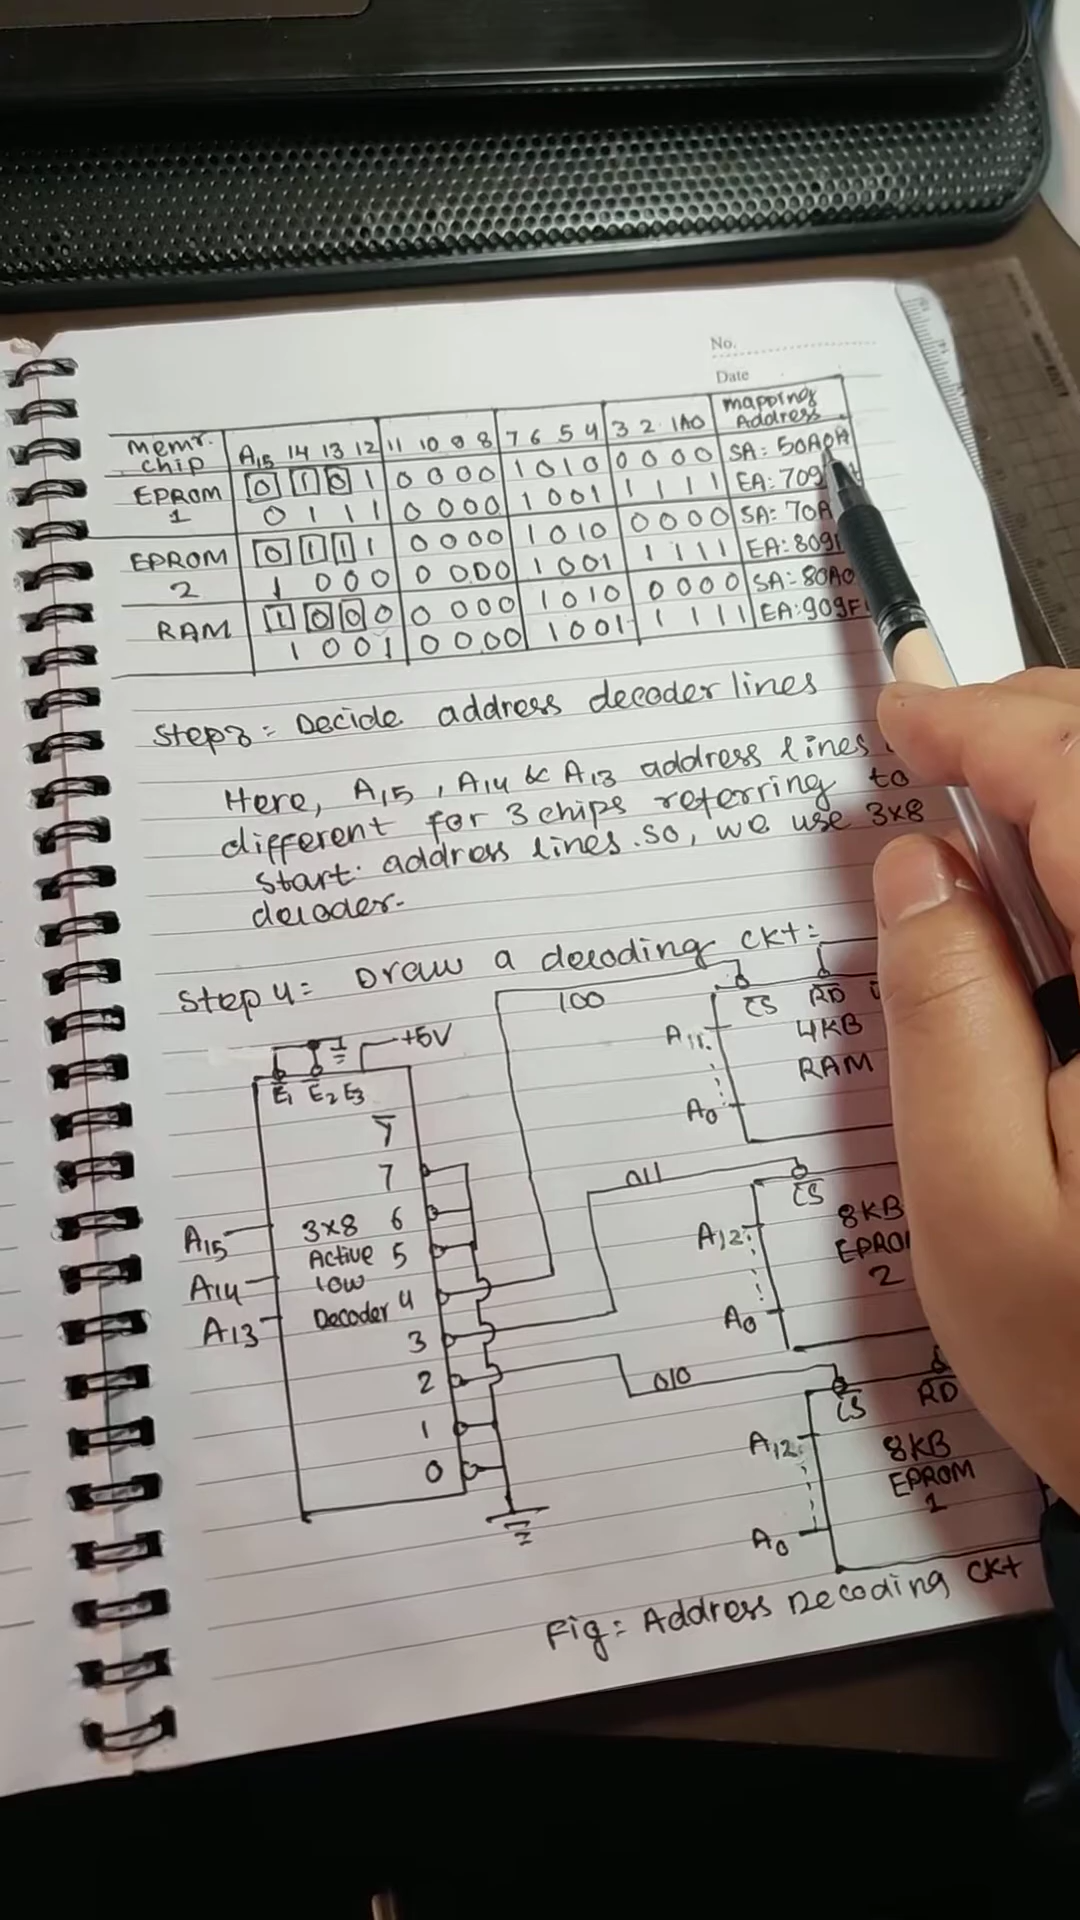 No.
Date
Memr. chip A15 14 13 12 11 10 9 8 7 6 5 4 3 2 1 A0 mapping Address
EPROM 1 0 1 0 1 0 0 0 0 1 0 1 0 0 0 0 0 SA: 50A0H
0 1 1 1 0 0 0 0 1 0 0 1 1 1 1 1 EA: 709
EPROM 2 0 1 1 1 0 0 0 0 1 0 1 0 0 0 0 0 SA: 70A
1 0 0 0 0 0 0 0 1 0 0 1 1 1 1 1 EA: 809
RAM 1 0 0 0 0 0 0 0 1 0 1 0 0 0 0 0 SA: 80A0
1 0 0 1 0 0 0 0 1 0 0 1 1 1 1 1 EA: 909F
Step3: Decide address decoder lines
Here, A15, A14 & A13 address lines
different for 3 chips referring to
start address lines. so, we use 3x8
decoder.
Step 4: Draw a decoding ckt:
100
CS RD
A11
4KB
RAM
A0
+5V
E1 E2 E3
Y
7
011
CS
A15 3x8 6
A12
8KB
Active 5
EPRO
A14 low
2
Decoder 4
A13
A0
3
2
010
CS RD
1
A12
8KB
0
EPROM
1
A0
Fig: Address Decoding ckt